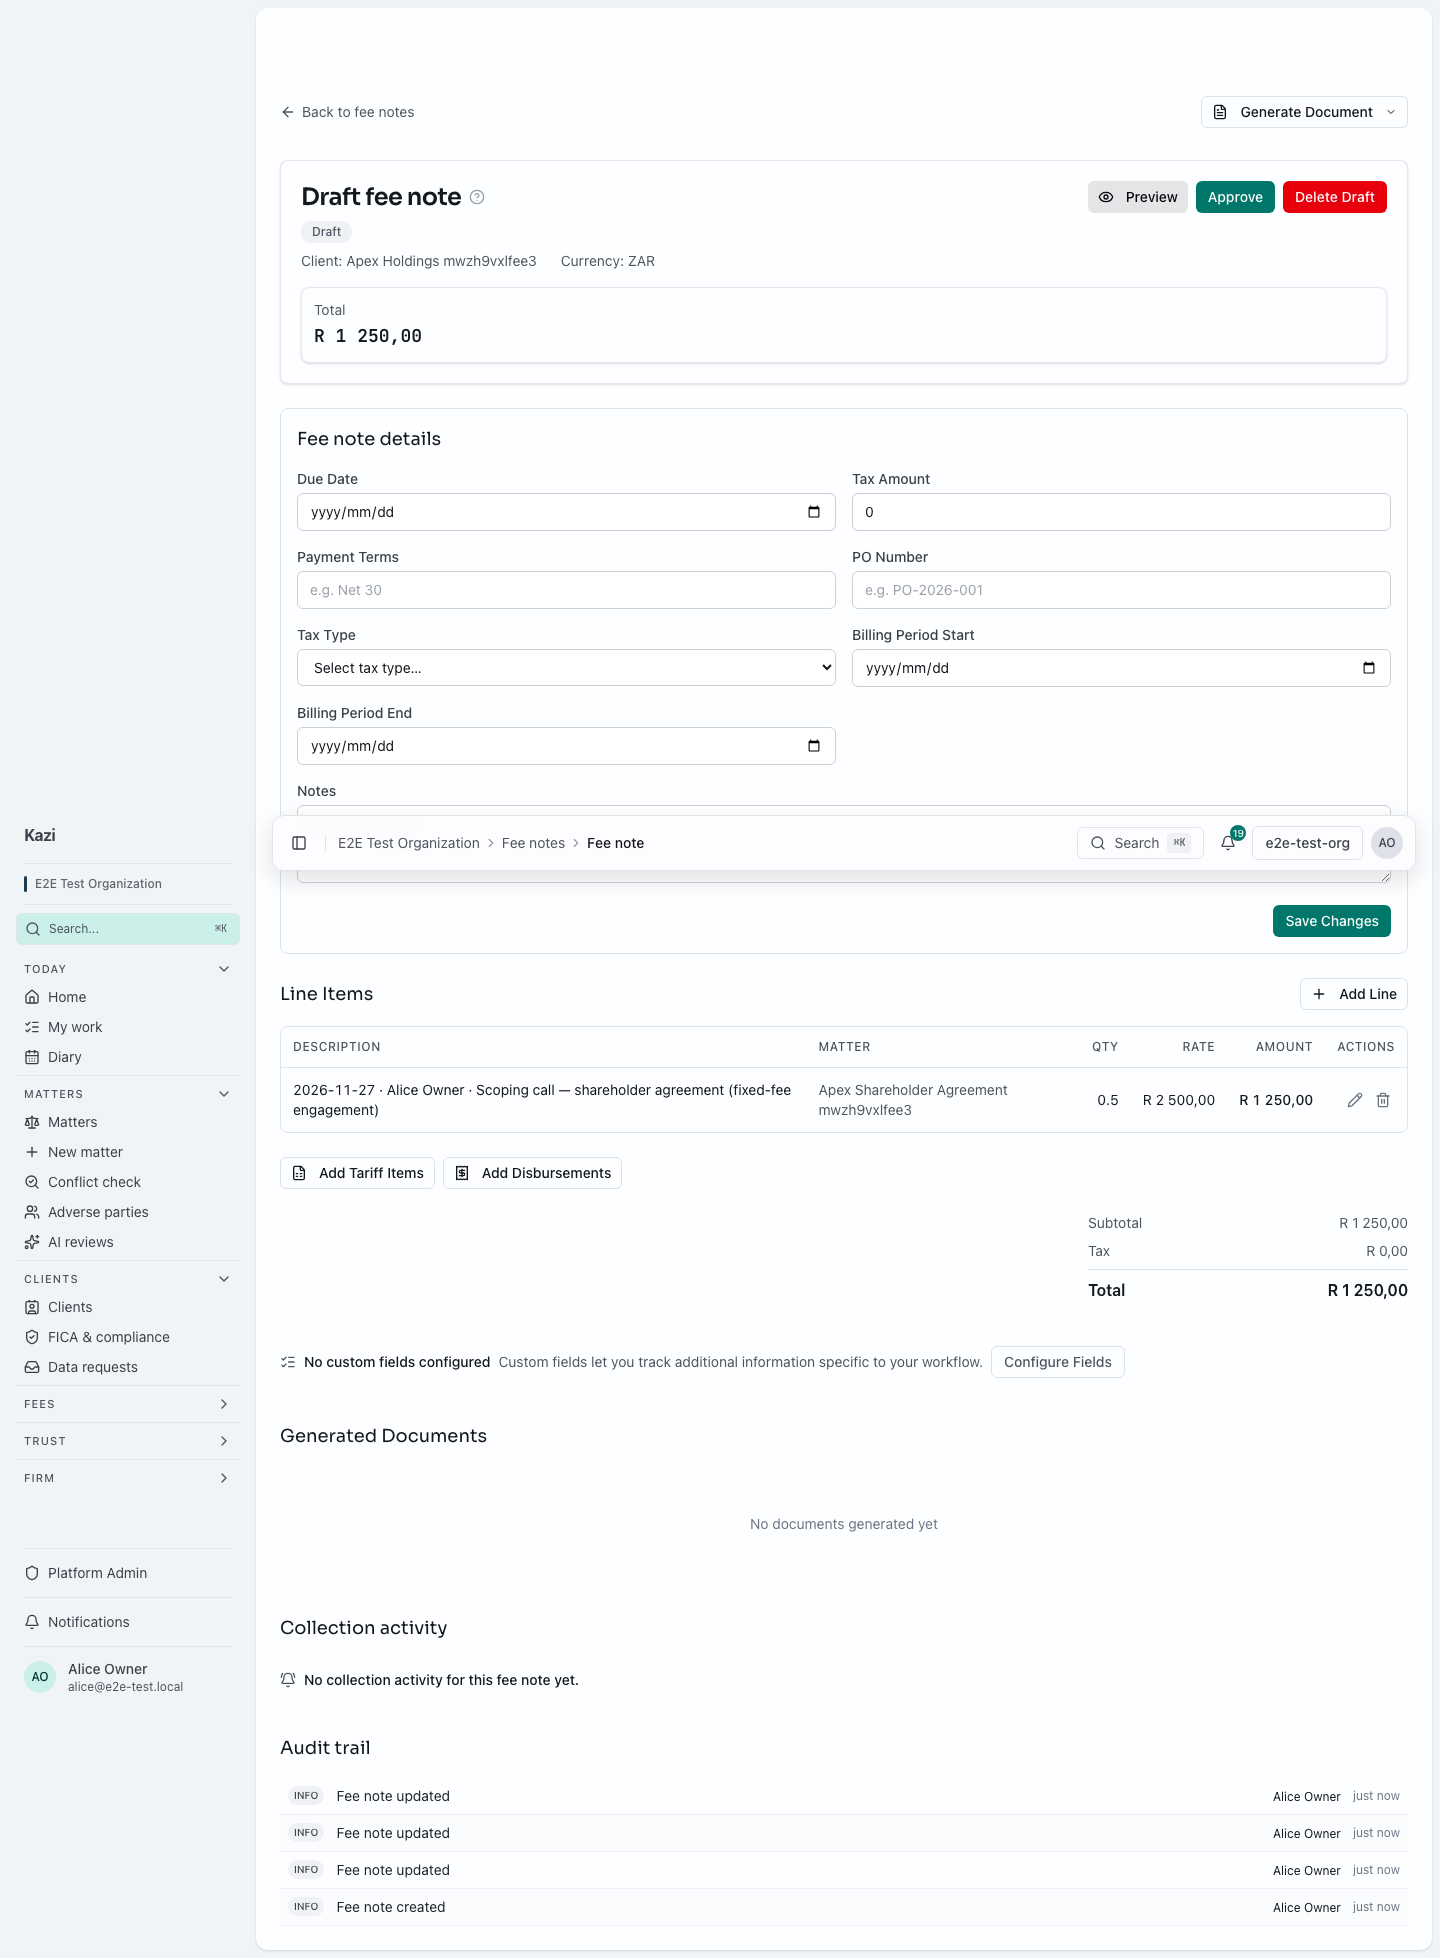 Back to fee notes
Generate Document
Draft fee note
Preview
Approve
Delete Draft
Draft
Client: Apex Holdings mwzh9vxlfee3
Currency: ZAR
Total
R 1 250,00
Fee note details
Due Date
Tax Amount
yyyy/mm/dd
0
Payment Terms
PO Number
e.g. Net 30
e.g. PO-2026-001
Tax Type
Billing Period Start
Select tax type...
yyyy/mm/dd
Billing Period End
yyyy/mm/dd
Notes
E2E Test Organization
Fee notes
Fee note
Search ⌘K
19
e2e-test-org
AO
Save Changes
Line Items
Add Line
DESCRIPTION MATTER QTY RATE AMOUNT ACTIONS
2026-11-27 · Alice Owner · Scoping call — shareholder agreement (fixed-fee
engagement)
Apex Shareholder Agreement
mwzh9vxlfee3
0.5
R 2 500,00
R 1 250,00
Add Tariff Items
Add Disbursements
Subtotal R 1 250,00
Tax R 0,00
Total R 1 250,00
No custom fields configured Custom fields let you track additional information specific to your workflow.
Configure Fields
Generated Documents
No documents generated yet
Collection activity
No collection activity for this fee note yet.
Audit trail
INFO Fee note updated Alice Owner just now
INFO Fee note updated Alice Owner just now
INFO Fee note updated Alice Owner just now
INFO Fee note created Alice Owner just now
Kazi
E2E Test Organization
Search... ⌘K
TODAY
Home
My work
Diary
MATTERS
Matters
New matter
Conflict check
Adverse parties
AI reviews
CLIENTS
Clients
FICA & compliance
Data requests
FEES
TRUST
FIRM
Platform Admin
Notifications
AO
Alice Owner
alice@e2e-test.local